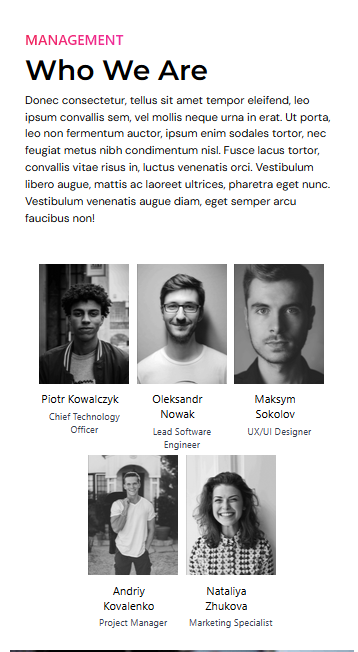 MANAGEMENT
Who We Are
Donec consectetur, tellus sit amet tempor eleifend, leo
ipsum convallis sem, vel mollis neque urna in erat. Ut porta,
leo non fermentum auctor, ipsum enim sodales tortor, nec
feugiat metus nibh condimentum nisl. Fusce lacus tortor,
convallis vitae risus in, luctus venenatis orci. Vestibulum
libero augue, mattis ac laoreet ultrices, pharetra eget nunc.
Vestibulum venenatis augue diam, eget semper arcu
faucibus non!
Piotr Kowalczyk
Chief Technology
Officer
Oleksandr
Nowak
Lead Software
Engineer
Maksym
Sokolov
UX/UI Designer
Andriy
Kovalenko
Project Manager
Nataliya
Zhukova
Marketing Specialist